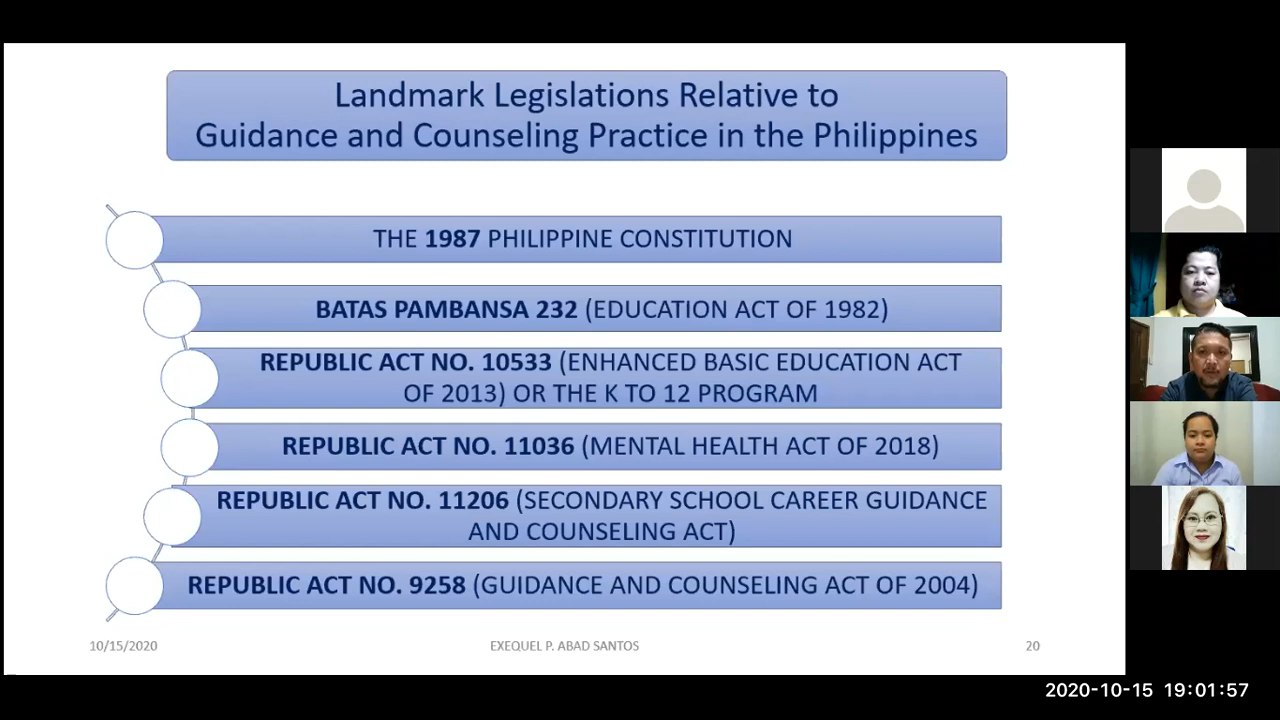 Landmark Legislations Relative to
Guidance and Counseling Practice in the Philippines
THE 1987 PHILIPPINE CONSTITUTION
BATAS PAMBANSA 232 (EDUCATION ACT OF 1982)
REPUBLIC ACT NO. 10533 (ENHANCED BASIC EDUCATION ACT
OF 2013) OR THE K TO 12 PROGRAM
REPUBLIC ACT NO. 11036 (MENTAL HEALTH ACT OF 2018)
REPUBLIC ACT NO. 11206 (SECONDARY SCHOOL CAREER GUIDANCE
AND COUNSELING ACT)
REPUBLIC ACT NO. 9258 (GUIDANCE AND COUNSELING ACT OF 2004)
10/15/2020 EXEQUEL P. ABAD SANTOS 20
2020-10-15 19:01:57